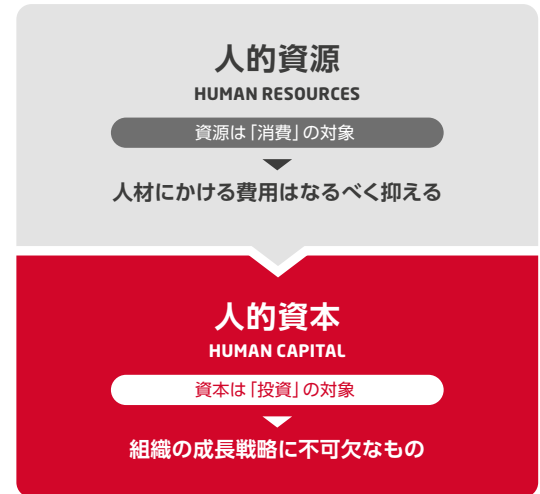 人的資源
HUMAN RESOURCES
資源は「消費」の対象
人材にかける費用はなるべく抑える
人的資本
HUMAN CAPITAL
資本は「投資」の対象
組織の成長戦略に不可欠なもの